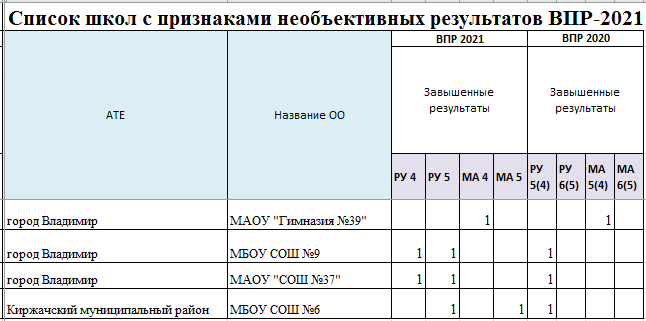 Список школ с признаками необъективных результатов ВПР-2021
ВПР 2021 ВПР 2020
АТЕ Название ОО Завышенные результаты Завышенные результаты
РУ 4 РУ 5 МА 4 МА 5 РУ 5(4) РУ 6(5) МА 5(4) МА 6(5)
город Владимир МАОУ "Гимназия №39" 1 1
город Владимир МБОУ СОШ №9 1 1 1
город Владимир МАОУ "СОШ №37" 1 1 1
Киржачский муниципальный район МБОУ СОШ №6 1 1 1